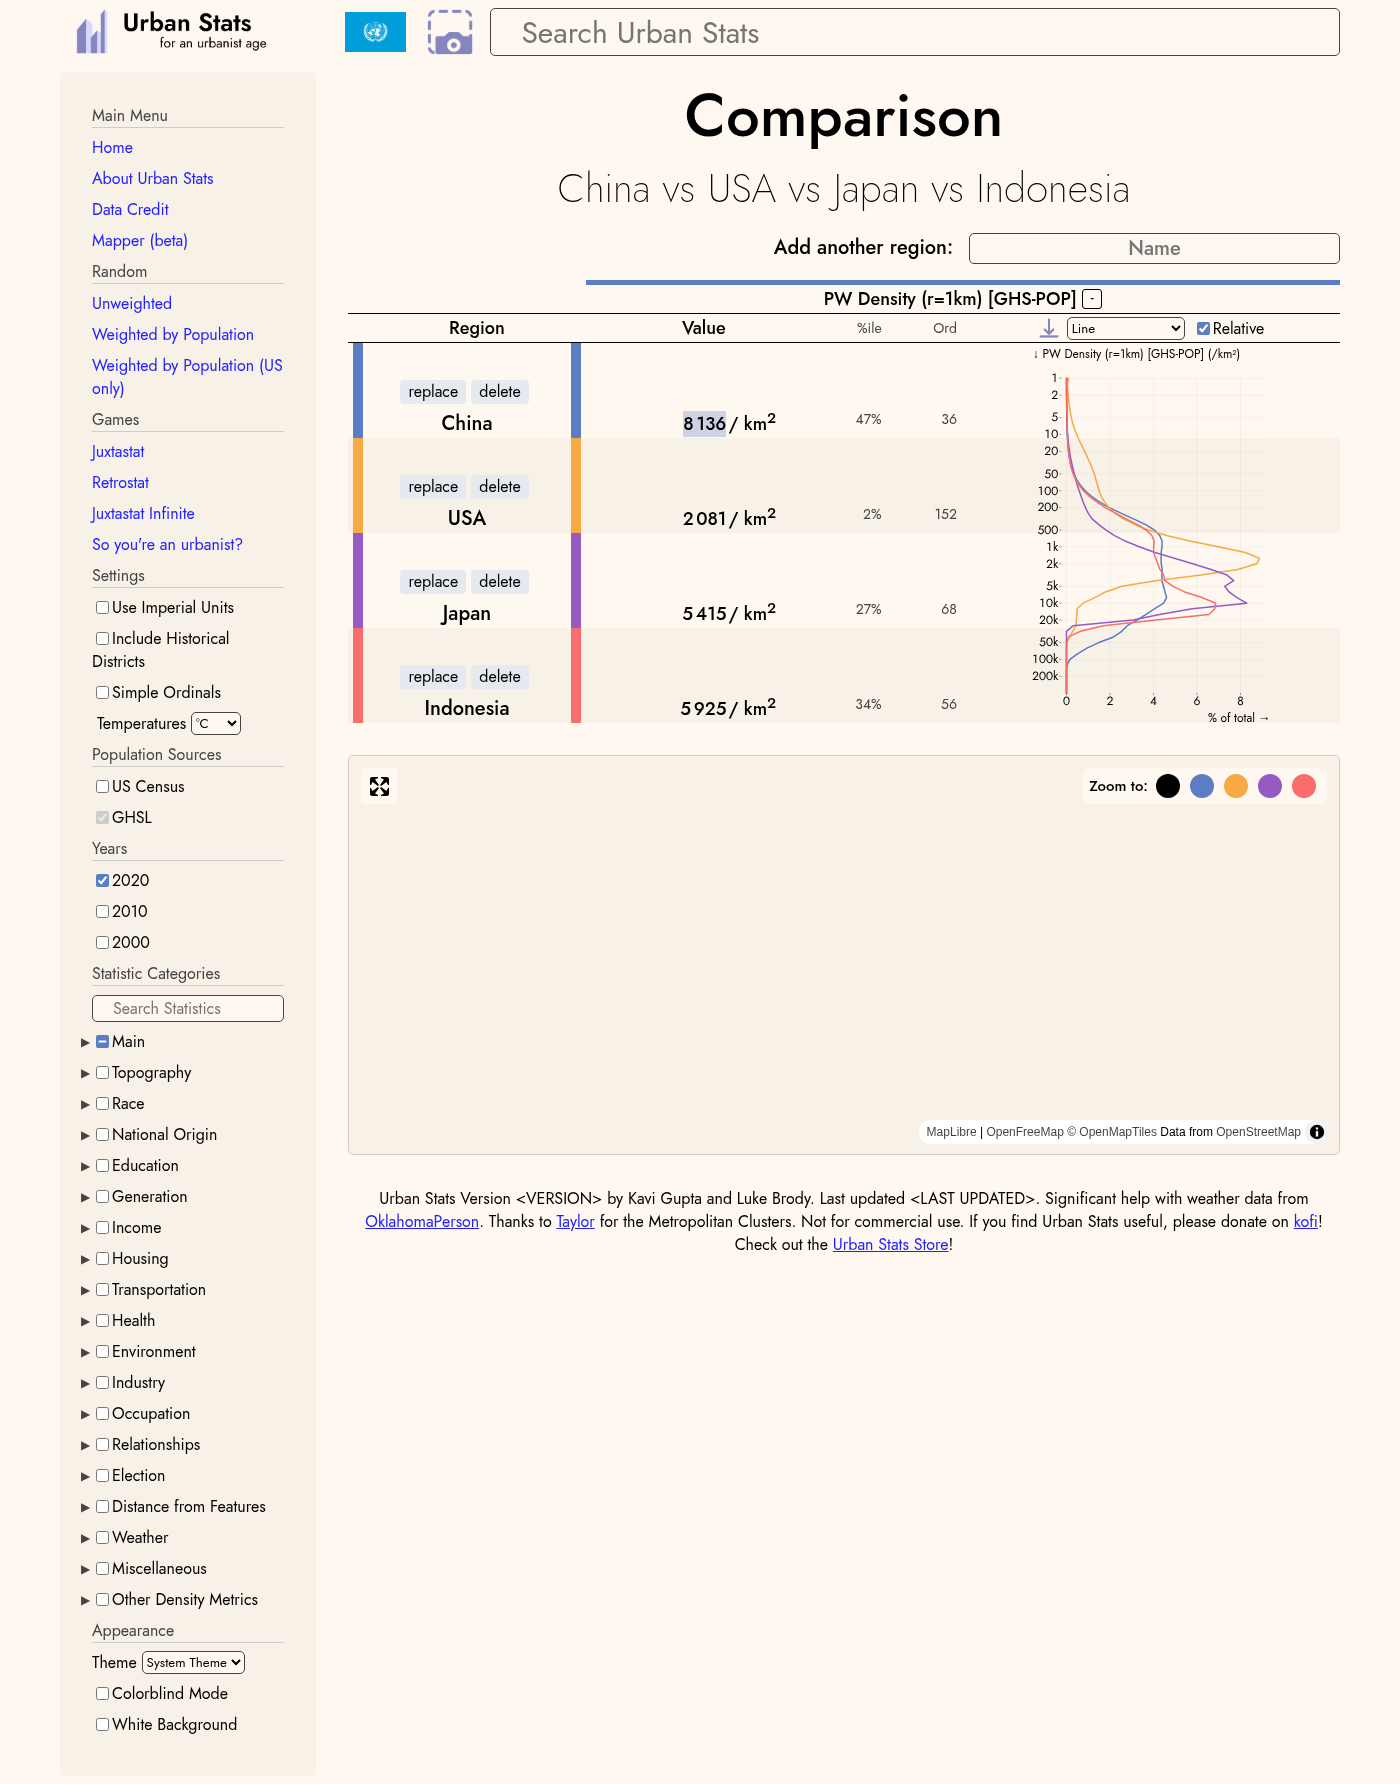 Urban Stats
for an urbanist age
Search Urban Stats
Main Menu
Home
About Urban Stats
Data Credit
Mapper (beta)
Random
Unweighted
Weighted by Population
Weighted by Population (US
only)
Games
Juxtastat
Retrostat
Juxtastat Infinite
So you're an urbanist?
Settings
Use Imperial Units
Include Historical
Districts
Simple Ordinals
Temperatures °C
Population Sources
US Census
GHSL
Years
2020
2010
2000
Statistic Categories
Search Statistics
Main
Topography
Race
National Origin
Education
Generation
Income
Housing
Transportation
Health
Environment
Industry
Occupation
Relationships
Election
Distance from Features
Weather
Miscellaneous
Other Density Metrics
Appearance
Theme System Theme
Colorblind Mode
White Background
Comparison
China vs USA vs Japan vs Indonesia
Add another region: Name
PW Density (r=1km) [GHS-POP] -
Region Value %ile Ord Line Relative
replace delete
China 8 136 / km² 47% 36
replace delete
USA 2 081 / km² 2% 152
replace delete
Japan 5 415 / km² 27% 68
replace delete
Indonesia 5 925 / km² 34% 56
↓ PW Density (r=1km) [GHS-POP] (/km²)
1
2
5
10
20
50
100
200
500
1k
2k
5k
10k
20k
50k
100k
200k
0 2 4 6 8
% of total →
Zoom to:
MapLibre | OpenFreeMap © OpenMapTiles Data from OpenStreetMap
Urban Stats Version <VERSION> by Kavi Gupta and Luke Brody. Last updated <LAST UPDATED>. Significant help with weather data from
OklahomaPerson. Thanks to Taylor for the Metropolitan Clusters. Not for commercial use. If you find Urban Stats useful, please donate on kofi!
Check out the Urban Stats Store!